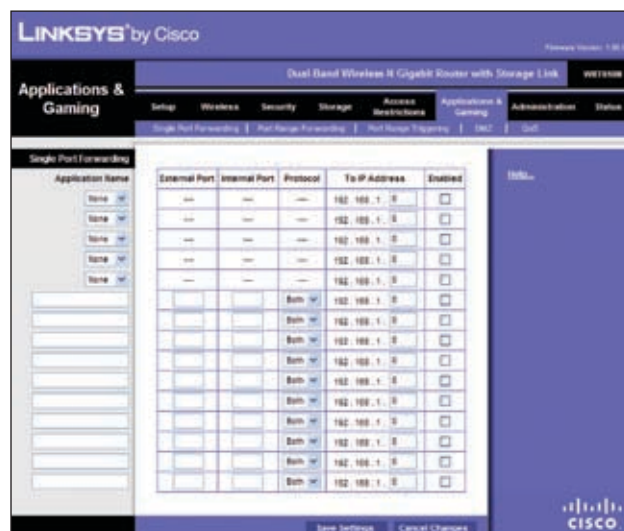 LINKSYS® by Cisco
Dual-Band Wireless-N Gigabit Router with Storage Link
Applications & Gaming
Setup Wireless Security Storage Access Restrictions Applications & Gaming Administration Status
Single Port Forwarding | Port Range Forwarding | Port Range Triggering | DMZ | QoS
Single Port Forwarding
Application Name External Port Internal Port Protocol To IP Address Enabled
Help...
None --- --- --- 192 . 168 . 1 . 0
None --- --- --- 192 . 168 . 1 . 0
None --- --- --- 192 . 168 . 1 . 0
None --- --- --- 192 . 168 . 1 . 0
None --- --- --- 192 . 168 . 1 . 0
Both 192 . 168 . 1 . 0
Both 192 . 168 . 1 . 0
Both 192 . 168 . 1 . 0
Both 192 . 168 . 1 . 0
Both 192 . 168 . 1 . 0
Both 192 . 168 . 1 . 0
Both 192 . 168 . 1 . 0
Both 192 . 168 . 1 . 0
Both 192 . 168 . 1 . 0
Both 192 . 168 . 1 . 0
Save Settings Cancel Changes
CISCO